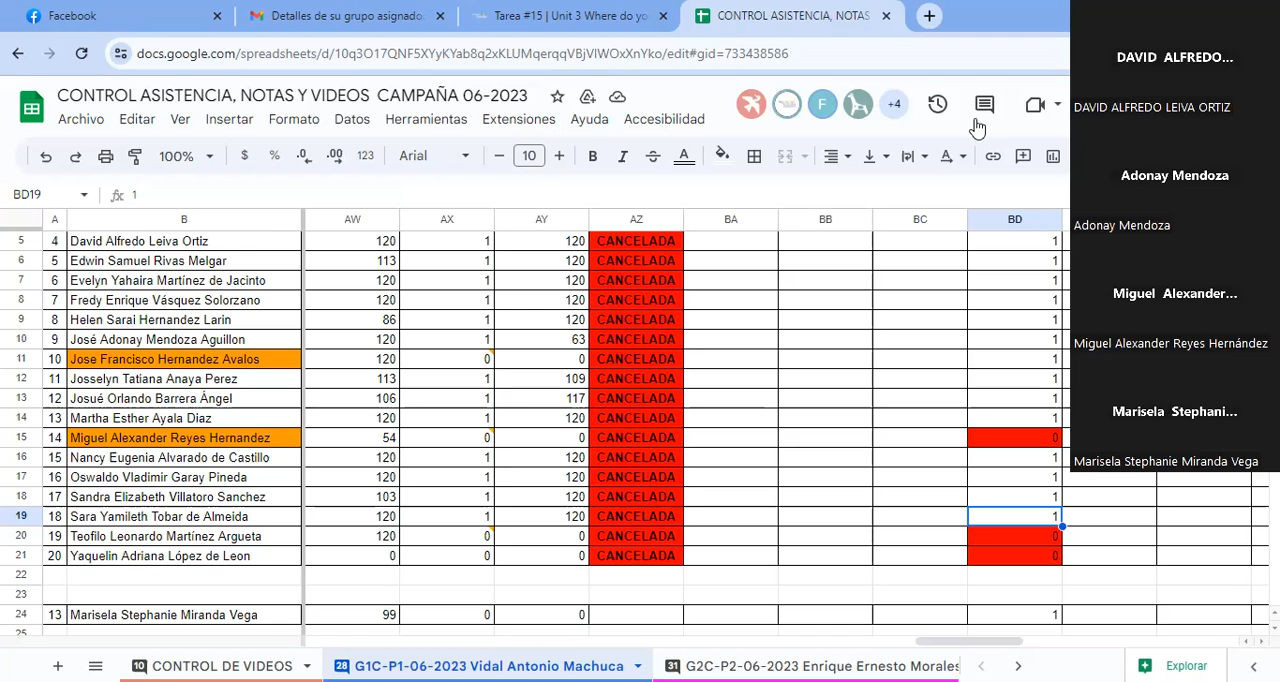 Facebook Detalles de su grupo asignado Tarea #15 | Unit 3 Where do yo CONTROL ASISTENCIA, NOTAS
docs.google.com/spreadsheets/d/10q3O17QNF5XYyKYab8q2xKLUMqerqqVBjVlWOxXnYko/edit#gid=733438586
CONTROL ASISTENCIA, NOTAS Y VIDEOS CAMPAÑA 06-2023
F +4
Archivo Editar Ver Insertar Formato Datos Herramientas Extensiones Ayuda Accesibilidad
100% $ % .0 .00 123 Arial - 10 + B I A
BD19 fx 1
A B AW AX AY AZ BA BB BC BD
5 4 David Alfredo Leiva Ortiz 120 1 120 CANCELADA 1
6 5 Edwin Samuel Rivas Melgar 113 1 120 CANCELADA 1
7 6 Evelyn Yahaira Martínez de Jacinto 120 1 120 CANCELADA 1
8 7 Fredy Enrique Vásquez Solorzano 120 1 120 CANCELADA 1
9 8 Helen Sarai Hernandez Larin 86 1 120 CANCELADA 1
10 9 José Adonay Mendoza Aguillon 120 1 63 CANCELADA 1
11 10 Jose Francisco Hernandez Avalos 120 0 0 CANCELADA 1
12 11 Josselyn Tatiana Anaya Perez 113 1 109 CANCELADA 1
13 12 Josué Orlando Barrera Ángel 106 1 117 CANCELADA 1
14 13 Martha Esther Ayala Diaz 120 1 120 CANCELADA 1
15 14 Miguel Alexander Reyes Hernandez 54 0 0 CANCELADA 0
16 15 Nancy Eugenia Alvarado de Castillo 120 1 120 CANCELADA 1
17 16 Oswaldo Vladimir Garay Pineda 120 1 120 CANCELADA 1
18 17 Sandra Elizabeth Villatoro Sanchez 103 1 120 CANCELADA 1
19 18 Sara Yamileth Tobar de Almeida 120 1 120 CANCELADA 1
20 19 Teofilo Leonardo Martínez Argueta 120 0 0 CANCELADA 0
21 20 Yaquelin Adriana López de Leon 0 0 0 CANCELADA 0
22
23
24 13 Marisela Stephanie Miranda Vega 99 0 0 1
25
10 CONTROL DE VIDEOS 28 G1C-P1-06-2023 Vidal Antonio Machuca 31 G2C-P2-06-2023 Enrique Ernesto Morales Explorar
DAVID ALFREDO...
DAVID ALFREDO LEIVA ORTIZ
Adonay Mendoza
Adonay Mendoza
Miguel Alexander...
Miguel Alexander Reyes Hernández
Marisela Stephani...
Marisela Stephanie Miranda Vega